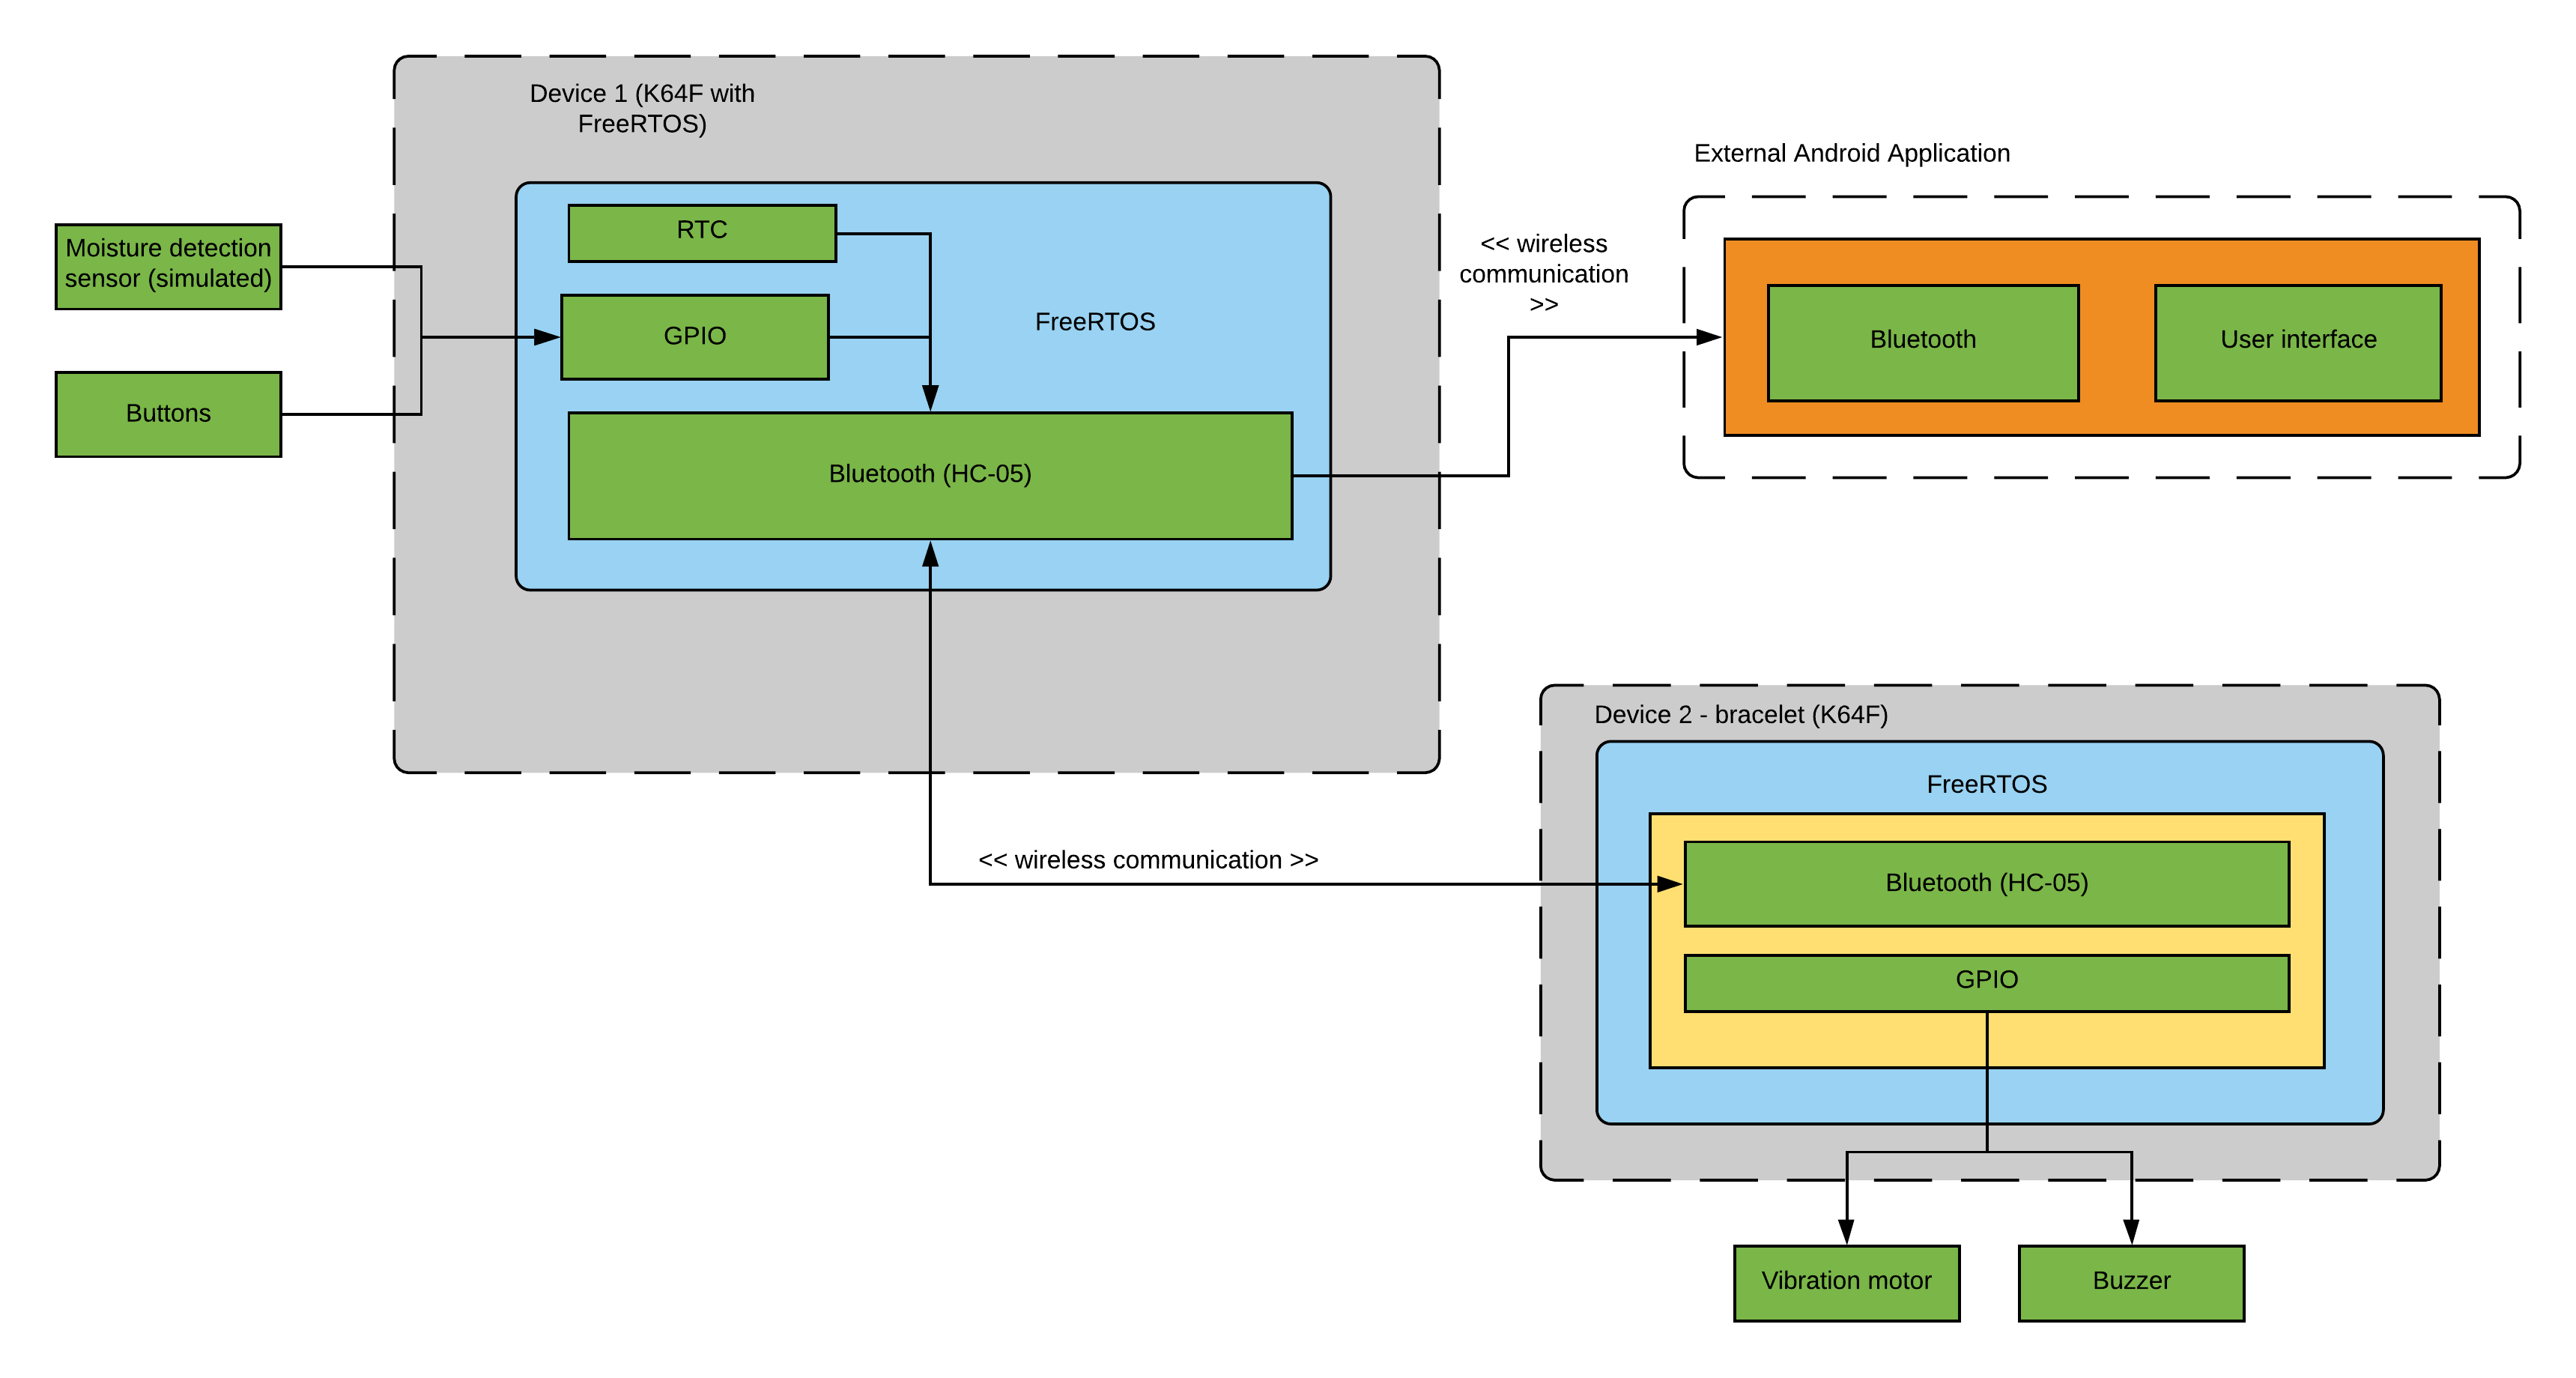 Device 1 (K64F with
FreeRTOS)
External Android Application
RTC
Moisture detection
sensor (simulated)
<< wireless
communication
>>
GPIO
FreeRTOS
Bluetooth
User interface
Buttons
Bluetooth (HC-05)
Device 2 - bracelet (K64F)
FreeRTOS
<< wireless communication >>
Bluetooth (HC-05)
GPIO
Vibration motor
Buzzer